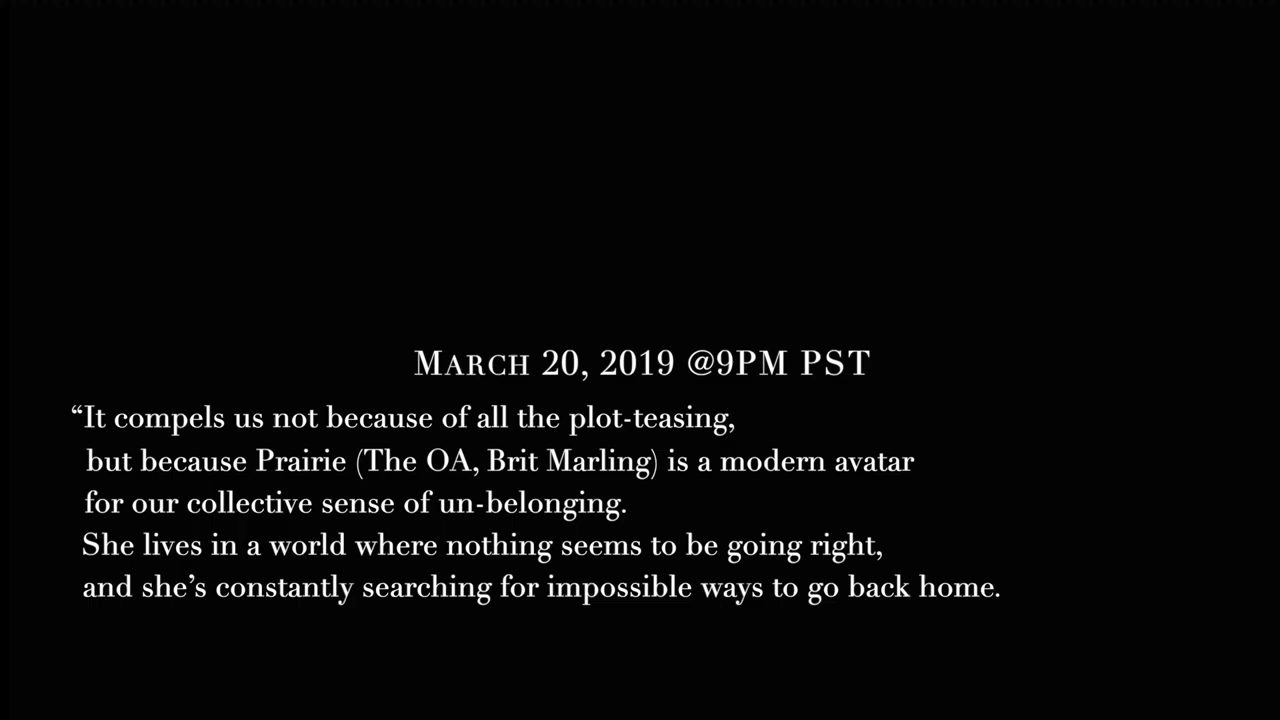 March 20, 2019 @9PM PST
“It compels us not because of all the plot-teasing,
but because Prairie (The OA, Brit Marling) is a modern avatar
for our collective sense of un-belonging.
She lives in a world where nothing seems to be going right,
and she’s constantly searching for impossible ways to go back home.